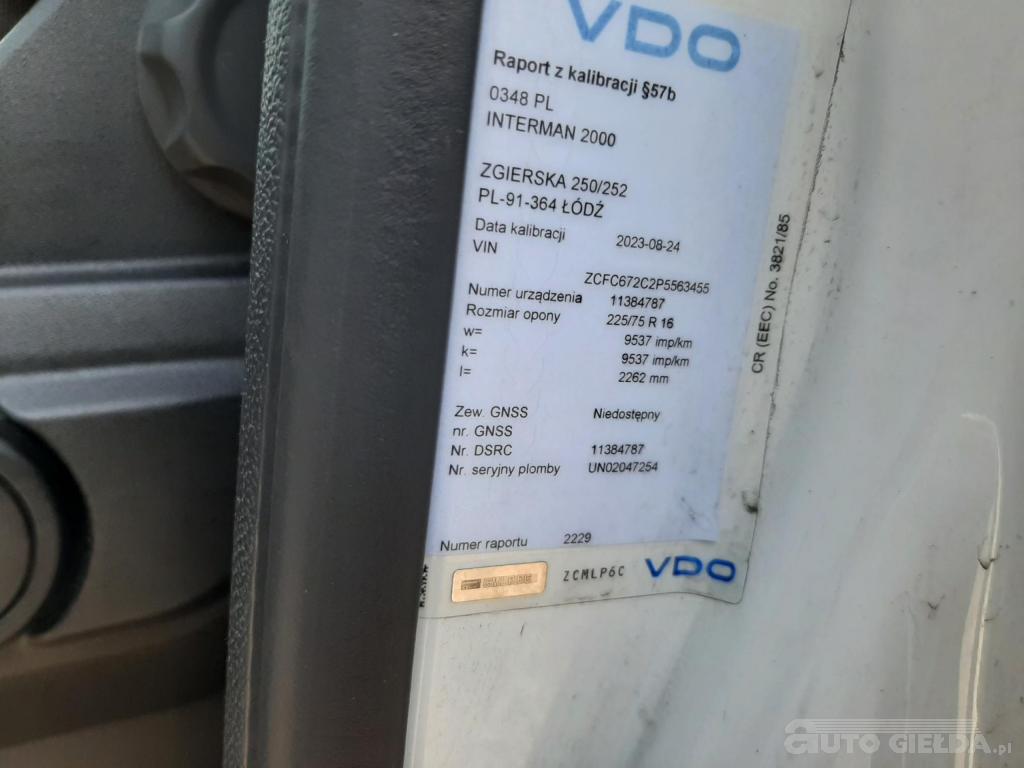 VDO
Raport z kalibracji §57b
0348 PL
INTERMAN 2000
ZGIERSKA 250/252
PL-91-364 ŁÓDŹ
Data kalibracji 2023-08-24
VIN
ZCFC672C2P5563455
Numer urządzenia 11384787
Rozmiar opony 225/75 R 16
w= 9537 imp/km
k= 9537 imp/km
l= 2262 mm
Zew. GNSS Niedostępny
nr. GNSS
Nr. DSRC 11384787
Nr. seryjny plomby UN02047254
Numer raportu 2229
ZCMLP6C VDO
CR (EEC) No. 3821/85
AUTO GIEŁDA.pl